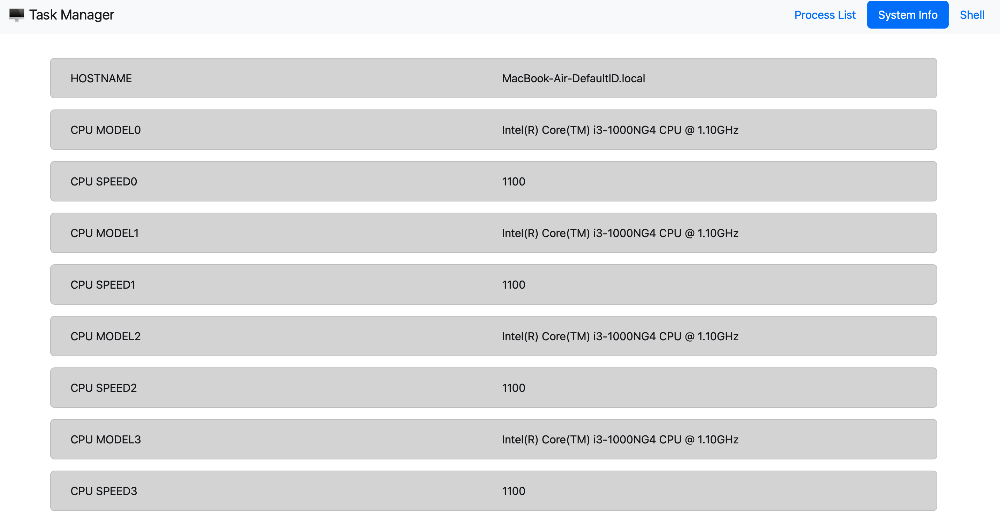 Task Manager
Process List
System Info
Shell
HOSTNAME MacBook-Air-DefaultID.local
CPU MODEL0 Intel(R) Core(TM) i3-1000NG4 CPU @ 1.10GHz
CPU SPEED0 1100
CPU MODEL1 Intel(R) Core(TM) i3-1000NG4 CPU @ 1.10GHz
CPU SPEED1 1100
CPU MODEL2 Intel(R) Core(TM) i3-1000NG4 CPU @ 1.10GHz
CPU SPEED2 1100
CPU MODEL3 Intel(R) Core(TM) i3-1000NG4 CPU @ 1.10GHz
CPU SPEED3 1100